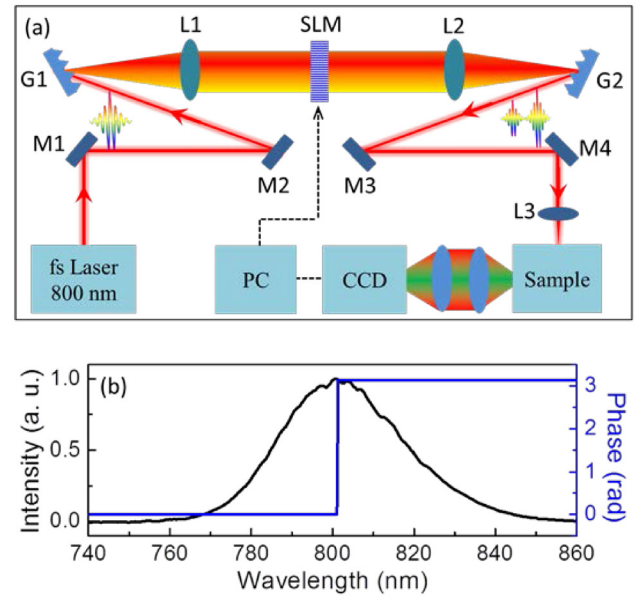 (a)
L1
SLM
L2
G1
G2
M1
M2
M3
M4
L3
fs Laser
800 nm
PC
CCD
Sample
(b)
Intensity (a. u.)
1.0
0.5
0.0
Phase (rad)
3
2
1
0
740 760 780 800 820 840 860
Wavelength (nm)